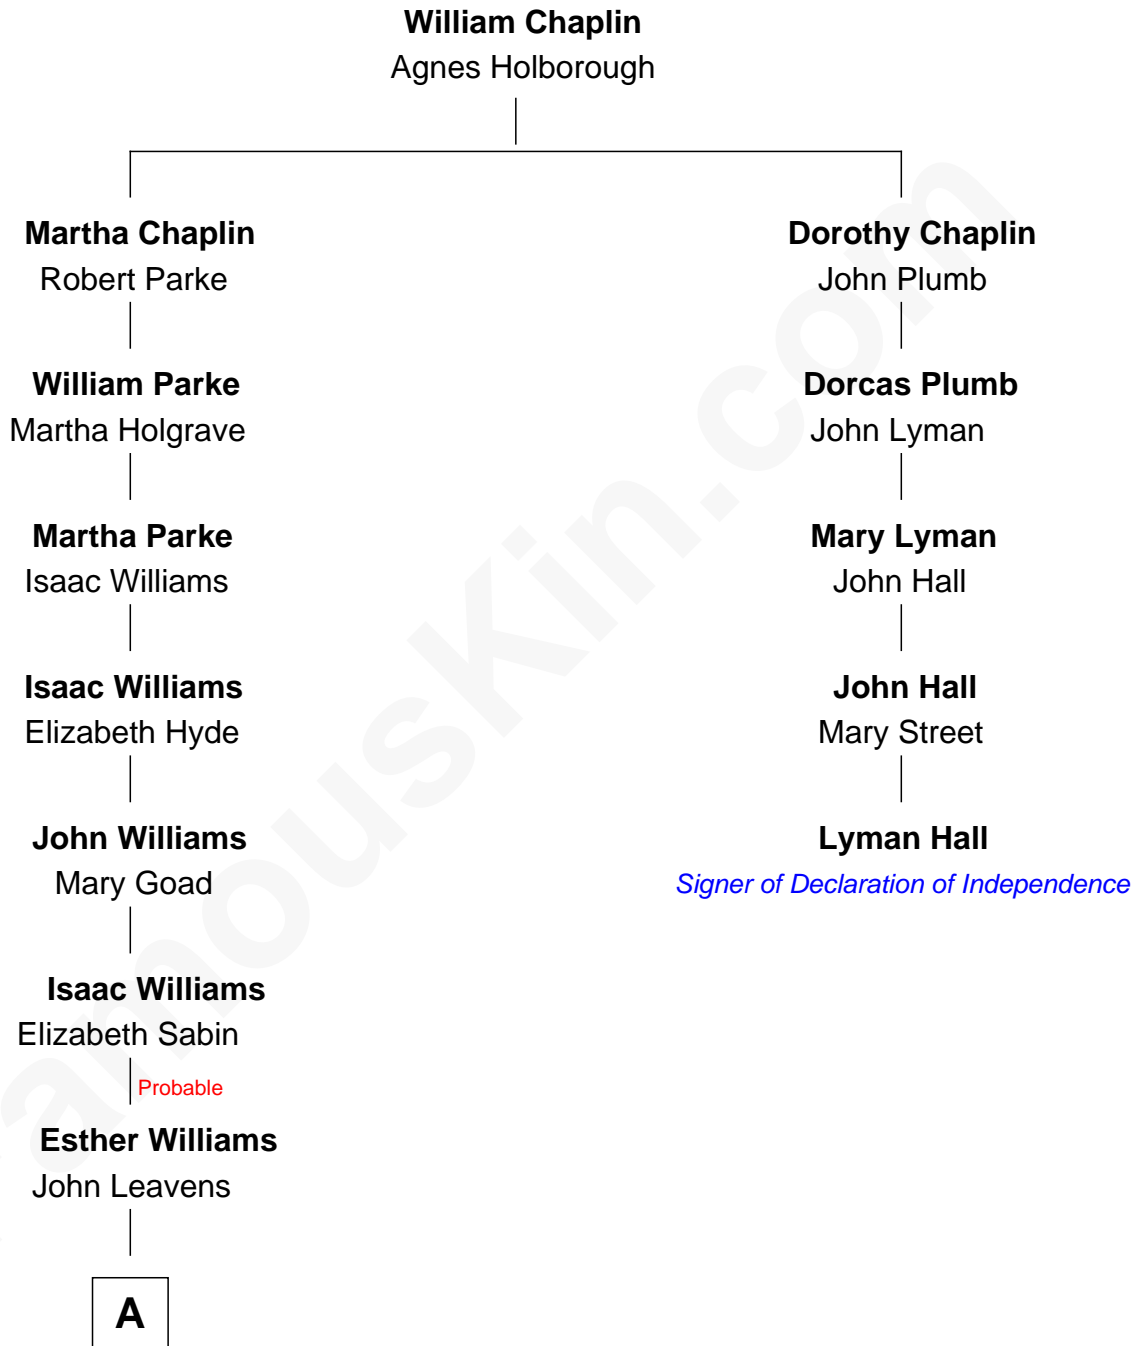 William Chaplin
Agnes Holborough
Martha Chaplin
Robert Parke
Dorothy Chaplin
John Plumb
William Parke
Martha Holgrave
Dorcas Plumb
John Lyman
Martha Parke
Isaac Williams
Mary Lyman
John Hall
Isaac Williams
Elizabeth Hyde
John Hall
Mary Street
John Williams
Mary Goad
Lyman Hall
Signer of Declaration of Independence
Isaac Williams
Elizabeth Sabin
Probable
Esther Williams
John Leavens
A
amouskin.com